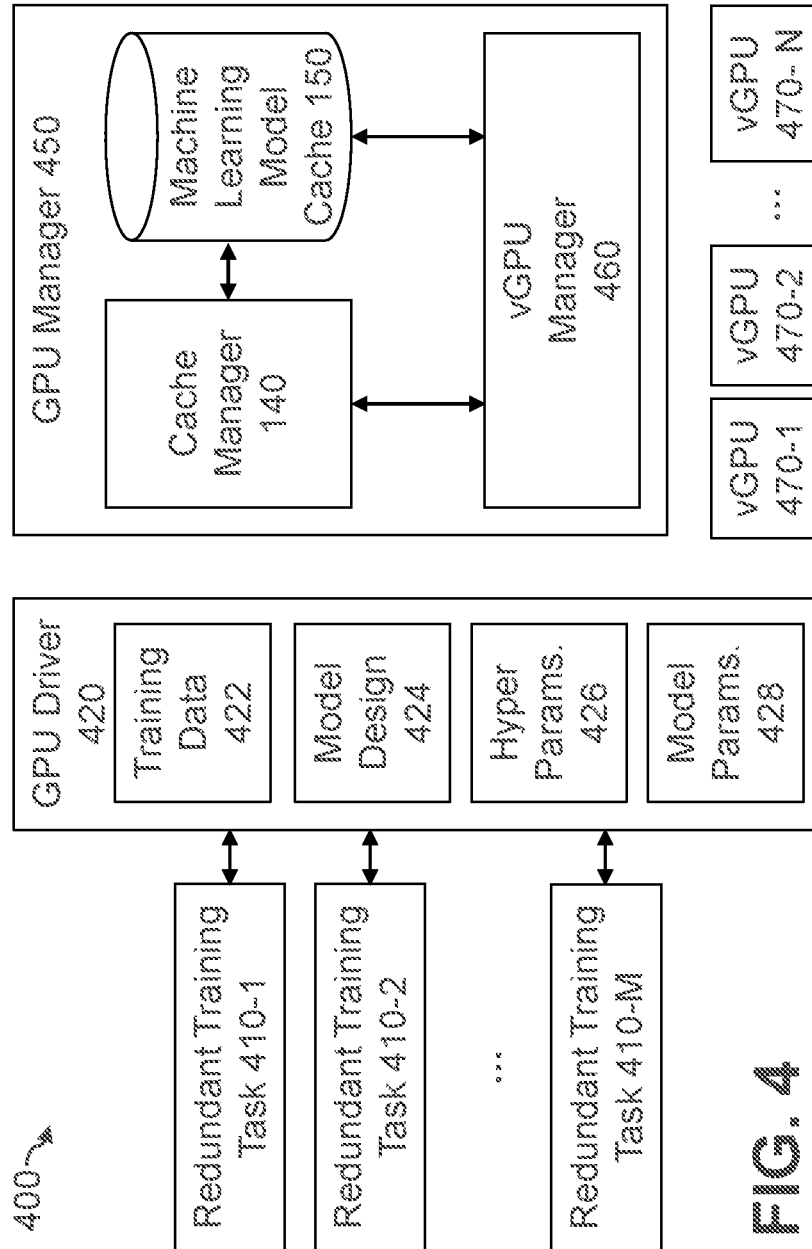 400
Redundant Training
Task 410-1
Redundant Training
Task 410-2
...
Redundant Training
Task 410-M
GPU Driver
420
Training
Data
422
Model
Design
424
Hyper
Params.
426
Model
Params.
428
GPU Manager 450
Cache
Manager
140
Machine
Learning
Model
Cache 150
vGPU
Manager
460
vGPU
470-1
vGPU
470-2
...
vGPU
470- N
FIG. 4